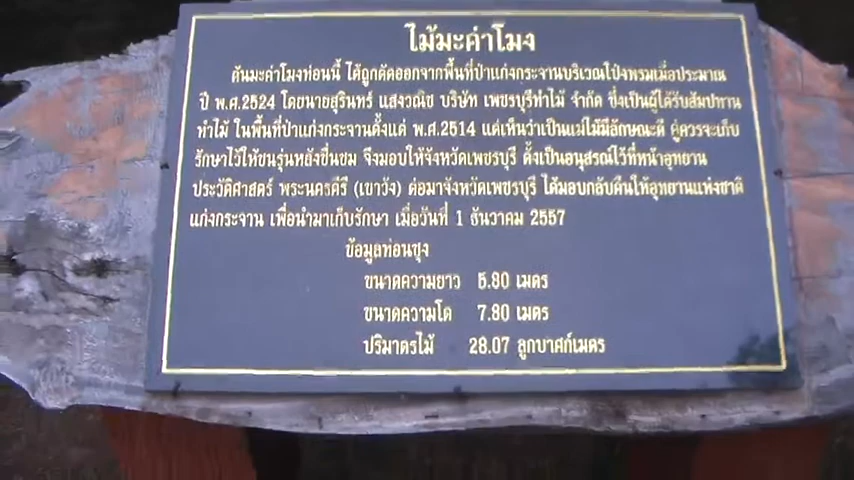 ไม้มะค่าโมง
ต้นมะค่าโมงท่อนนี้ ได้ถูกตัดออกจากพื้นที่ป่าแก่งกระจานบริเวณโป่งพรมเมื่อประมาณ
ปี พ.ศ.2524 โดยนายสุรินทร์ แสงวณิช บริษัท เพชรบุรีทำไม้ จำกัด ซึ่งเป็นผู้ได้รับสัมปทาน
ทำไม้ ในพื้นที่ป่าแก่งกระจานตั้งแต่ พ.ศ.2514 แต่เห็นว่าเป็นแม่ไม้มีลักษณะดี คู่ควรจะเก็บ
รักษาไว้ให้ชนรุ่นหลังชื่นชม จึงมอบให้จังหวัดเพชรบุรี ตั้งเป็นอนุสรณ์ไว้ที่หน้าอุทยาน
ประวัติศาสตร์ พระนครคีรี (เขาวัง) ต่อมาจังหวัดเพชรบุรี ได้มอบกลับคืนให้อุทยานแห่งชาติ
แก่งกระจาน เพื่อนำมาเก็บรักษา เมื่อวันที่ 1 ธันวาคม 2557
ข้อมูลท่อนซุง
ขนาดความยาว 5.80 เมตร
ขนาดความโต 7.80 เมตร
ปริมาตรไม้ 28.07 ลูกบาศก์เมตร